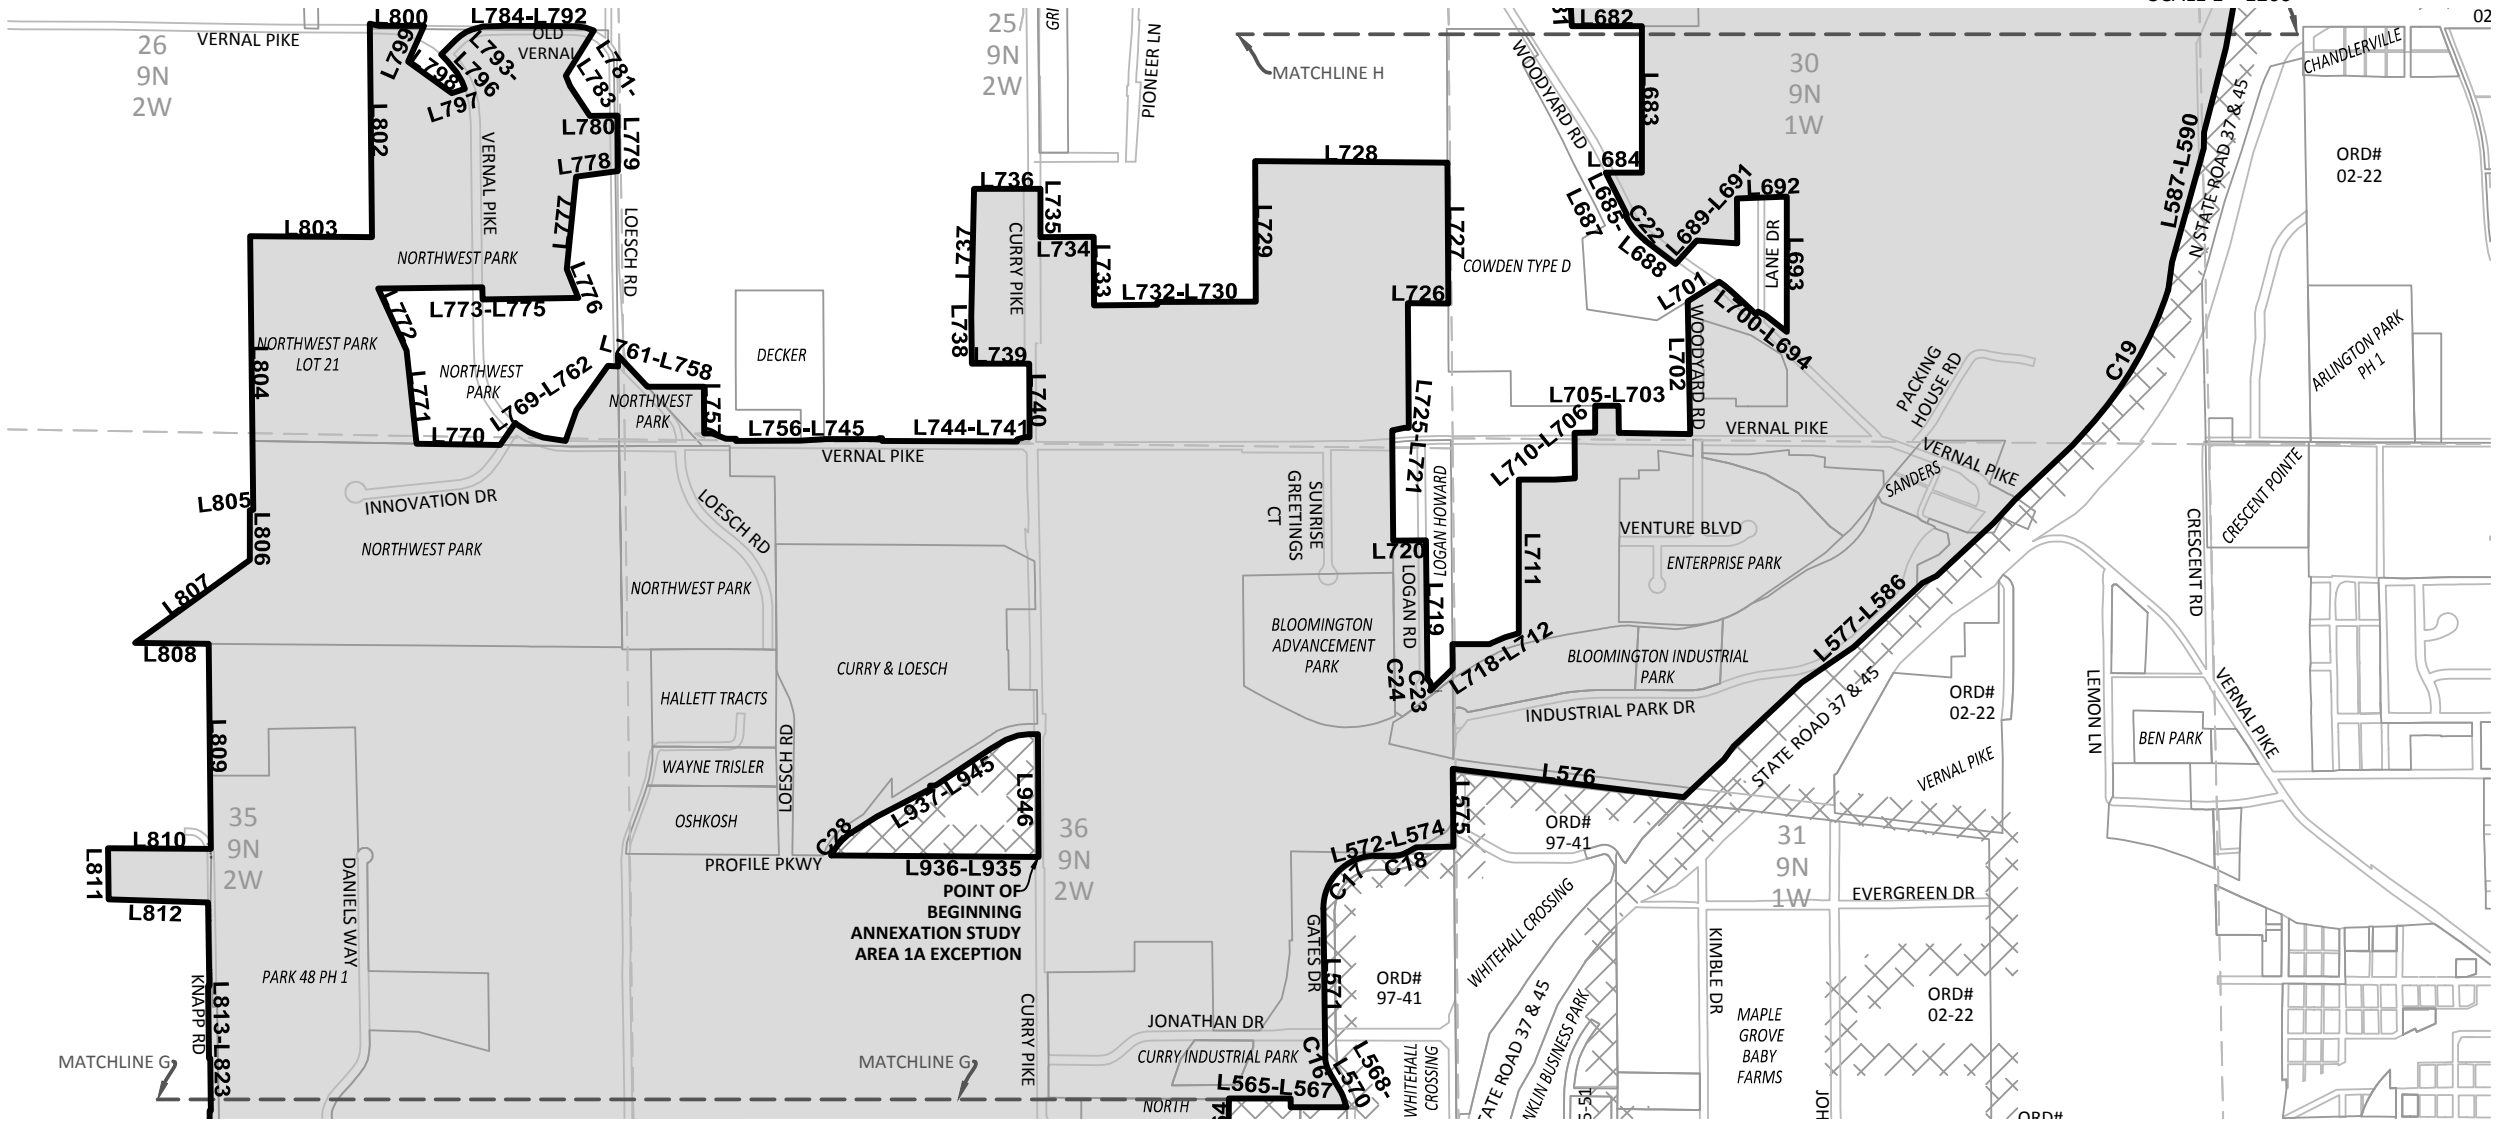 L800
L784-L792
VERNAL PIKE
26
9N
2W
L799
L798
L797
L793-
L796
OLD
VERNAL
L781-
L783
L780
L779
L778
L777
L776
L802
VERNAL PIKE
L803
NORTHWEST PARK
LOESCH RD
L773-L775
L772
NORTHWEST PARK
LOT 21
L804
L771
NORTHWEST
PARK
L769-L762
L770
L761-L758
NORTHWEST
PARK
L757
DECKER
L756-L745
L744-L741
VERNAL PIKE
L805
L806
INNOVATION DR
NORTHWEST PARK
LOESCH RD
L807
L808
NORTHWEST PARK
L809
HALLETT TRACTS
WAYNE TRISLER
OSHKOSH
LOESCH RD
CURRY & LOESCH
C28
L937-L945
L946
PROFILE PKWY
L936-L935
POINT OF
BEGINNING
ANNEXATION STUDY
AREA 1A EXCEPTION
35
9N
2W
L810
L811
L812
DANIELS WAY
KNAPP RD
PARK 48 PH 1
L813-L823
MATCHLINE G
MATCHLINE G
25
9N
2W
GRI
PIONEER LN
MATCHLINE H
L736
L735
L734
L733
L737
CURRY PIKE
L738
L739
L740
L732-L730
L729
L728
L727
L726
L725-L721
COWDEN TYPE D
SUNRISE
GREETINGS
CT
LOGAN HOWARD
L720
LOGAN RD
L719
L718-L712
C24
C23
BLOOMINGTON
ADVANCEMENT
PARK
36
9N
2W
CURRY PIKE
L682
L683
WOODYARD RD
L684
L685-
L687
L688
C22
L689-L691
L692
LANE DR
L693
L701
L700-L694
L702
WOODYARD RD
L705-L703
L710-L706
L711
VERNAL PIKE
30
9N
1W
PACKING
HOUSE RD
VERNAL PIKE
SANDERS
VENTURE BLVD
ENTERPRISE PARK
BLOOMINGTON INDUSTRIAL
PARK
INDUSTRIAL PARK DR
L577-L586
STATE ROAD 37 & 45
L576
L575
L572-L574
C18
C17
ORD#
97-41
L571
GATES DR
ORD#
97-41
WHITEHALL CROSSING
JONATHAN DR
CURRY INDUSTRIAL PARK
C16
L568-
L570
L565-L567
NORTH
WHITEHALL
CROSSING
ATE ROAD 37 & 45
NKLIN BUSINESS PARK
5-51
KIMBLE DR
31
9N
1W
EVERGREEN DR
MAPLE
GROVE
BABY
FARMS
JOH
ORD#
02-22
ORD#
ORD#
02-22
VERNAL PIKE
L587-L590
N STATE ROAD 37 & 45
C19
CHANDLERVILLE
02
ORD#
02-22
ARLINGTON PARK
PH 1
CRESCENT POINTE
CRESCENT RD
LEMON LN
BEN PARK
VERNAL PIKE